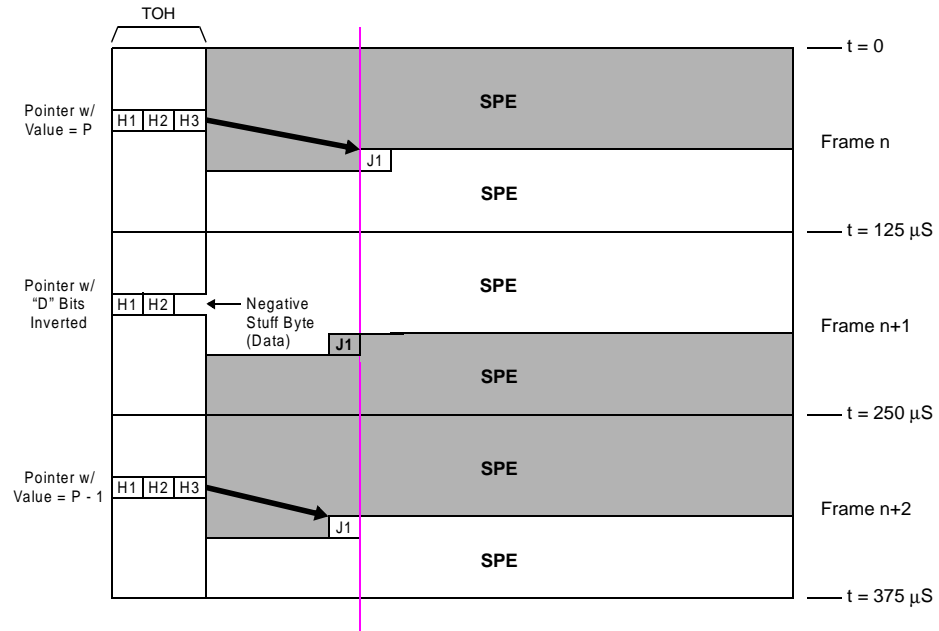 TOH
t = 0
SPE
Pointer w/
Value = P
H1 H2 H3
Frame n
J1
SPE
t = 125 μS
Pointer w/
“D” Bits
Inverted
H1 H2
Negative
Stuff Byte
(Data)
SPE
Frame n+1
J1
SPE
t = 250 μS
SPE
Pointer w/
Value = P - 1
H1 H2 H3
Frame n+2
J1
SPE
t = 375 μS